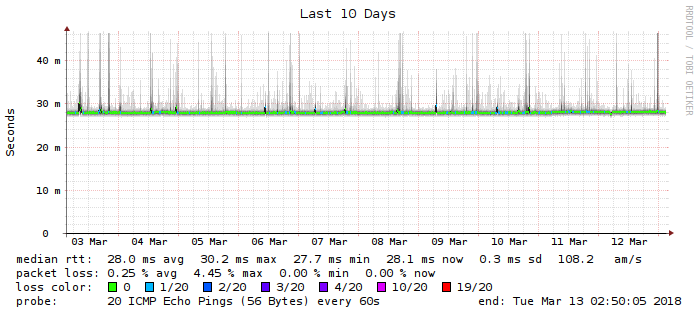 Last 10 Days
RRDTOOL / TOBI OETIKER
Seconds
40 m
30 m
20 m
10 m
0
03 Mar 04 Mar 05 Mar 06 Mar 07 Mar 08 Mar 09 Mar 10 Mar 11 Mar 12 Mar
median rtt: 28.0 ms avg 30.2 ms max 27.7 ms min 28.1 ms now 0.3 ms sd 108.2 am/s
packet loss: 0.25 % avg 4.45 % max 0.00 % min 0.00 % now
loss color: 0 1/20 2/20 3/20 4/20 10/20 19/20
probe: 20 ICMP Echo Pings (56 Bytes) every 60s end: Tue Mar 13 02:50:05 2018